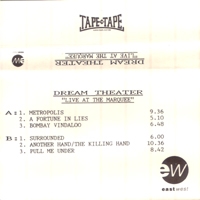 TAPE TAPE
DREAM THEATER
"LIVE AT THE MARQUEE"
ew
DREAM THEATER
"LIVE AT THE MARQUEE"
A: 1. METROPOLIS 9.36
2. A FORTUNE IN LIES 5.10
3. BOMBAY VINDALOO 6.48
B: 1. SURROUNDED 6.00
2. ANOTHER HAND/THE KILLING HAND 10.36
3. PULL ME UNDER 8.42
ew
eastwest